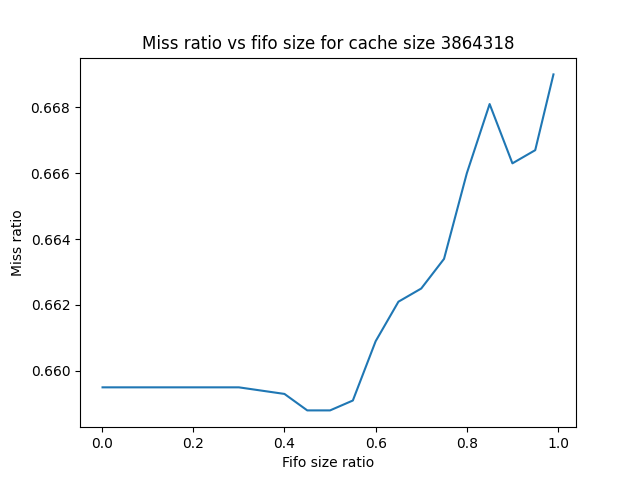 Miss ratio vs fifo size for cache size 3864318
0.668
0.666
0.664
0.662
0.660
Miss ratio
0.0 0.2 0.4 0.6 0.8 1.0
Fifo size ratio